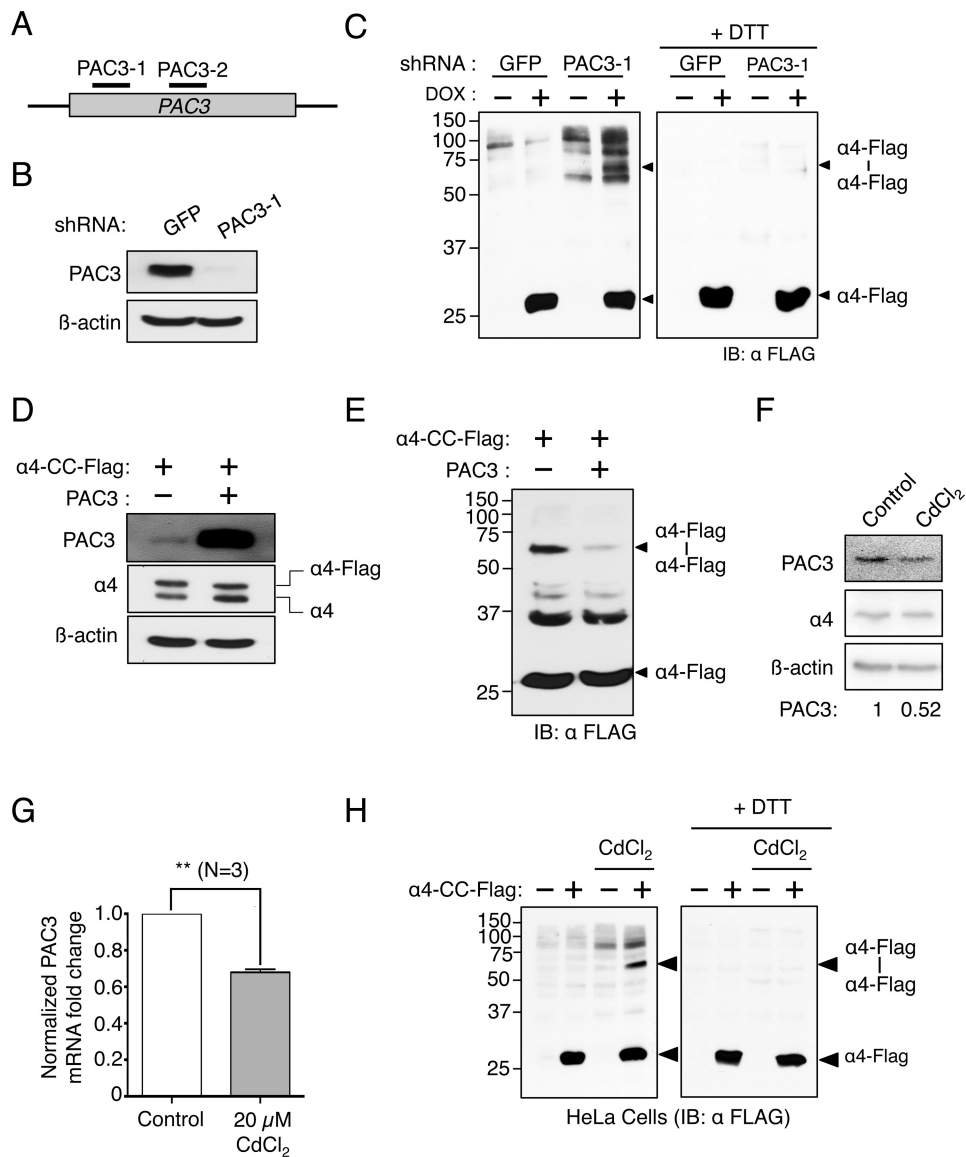 A
PAC3-1 PAC3-2
PAC3
B
shRNA: GFP PAC3-1
PAC3
ß-actin
C
+ DTT
shRNA : GFP PAC3-1 GFP PAC3-1
DOX : − + − + − + − +
150
100
75
50
37
25
α4-Flag
α4-Flag
α4-Flag
IB: α FLAG
D
α4-CC-Flag: + +
PAC3 : − +
PAC3
α4
α4-Flag
α4
ß-actin
E
α4-CC-Flag: + +
PAC3 : − +
150
100
75
50
37
25
α4-Flag
α4-Flag
α4-Flag
IB: α FLAG
F
Control CdCl₂
PAC3
α4
ß-actin
PAC3: 1 0.52
G
** (N=3)
Normalized PAC3
mRNA fold change
1.0
0.8
0.6
0.4
0.2
0
Control
20 µM
CdCl₂
H
+ DTT
CdCl₂ CdCl₂
α4-CC-Flag: − + − + − + − +
150
100
75
50
37
25
α4-Flag
α4-Flag
α4-Flag
HeLa Cells (IB: α FLAG)